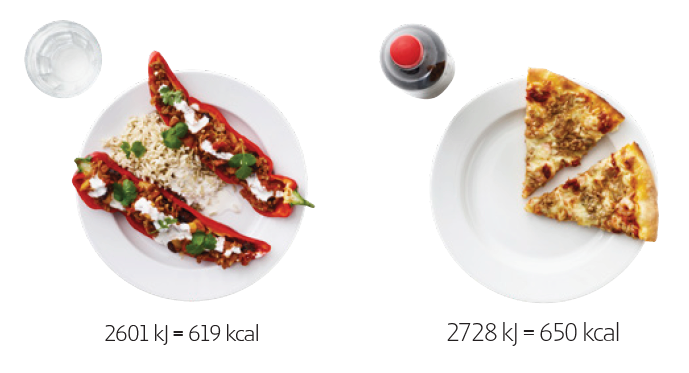 2601 kJ = 619 kcal
2728 kJ = 650 kcal